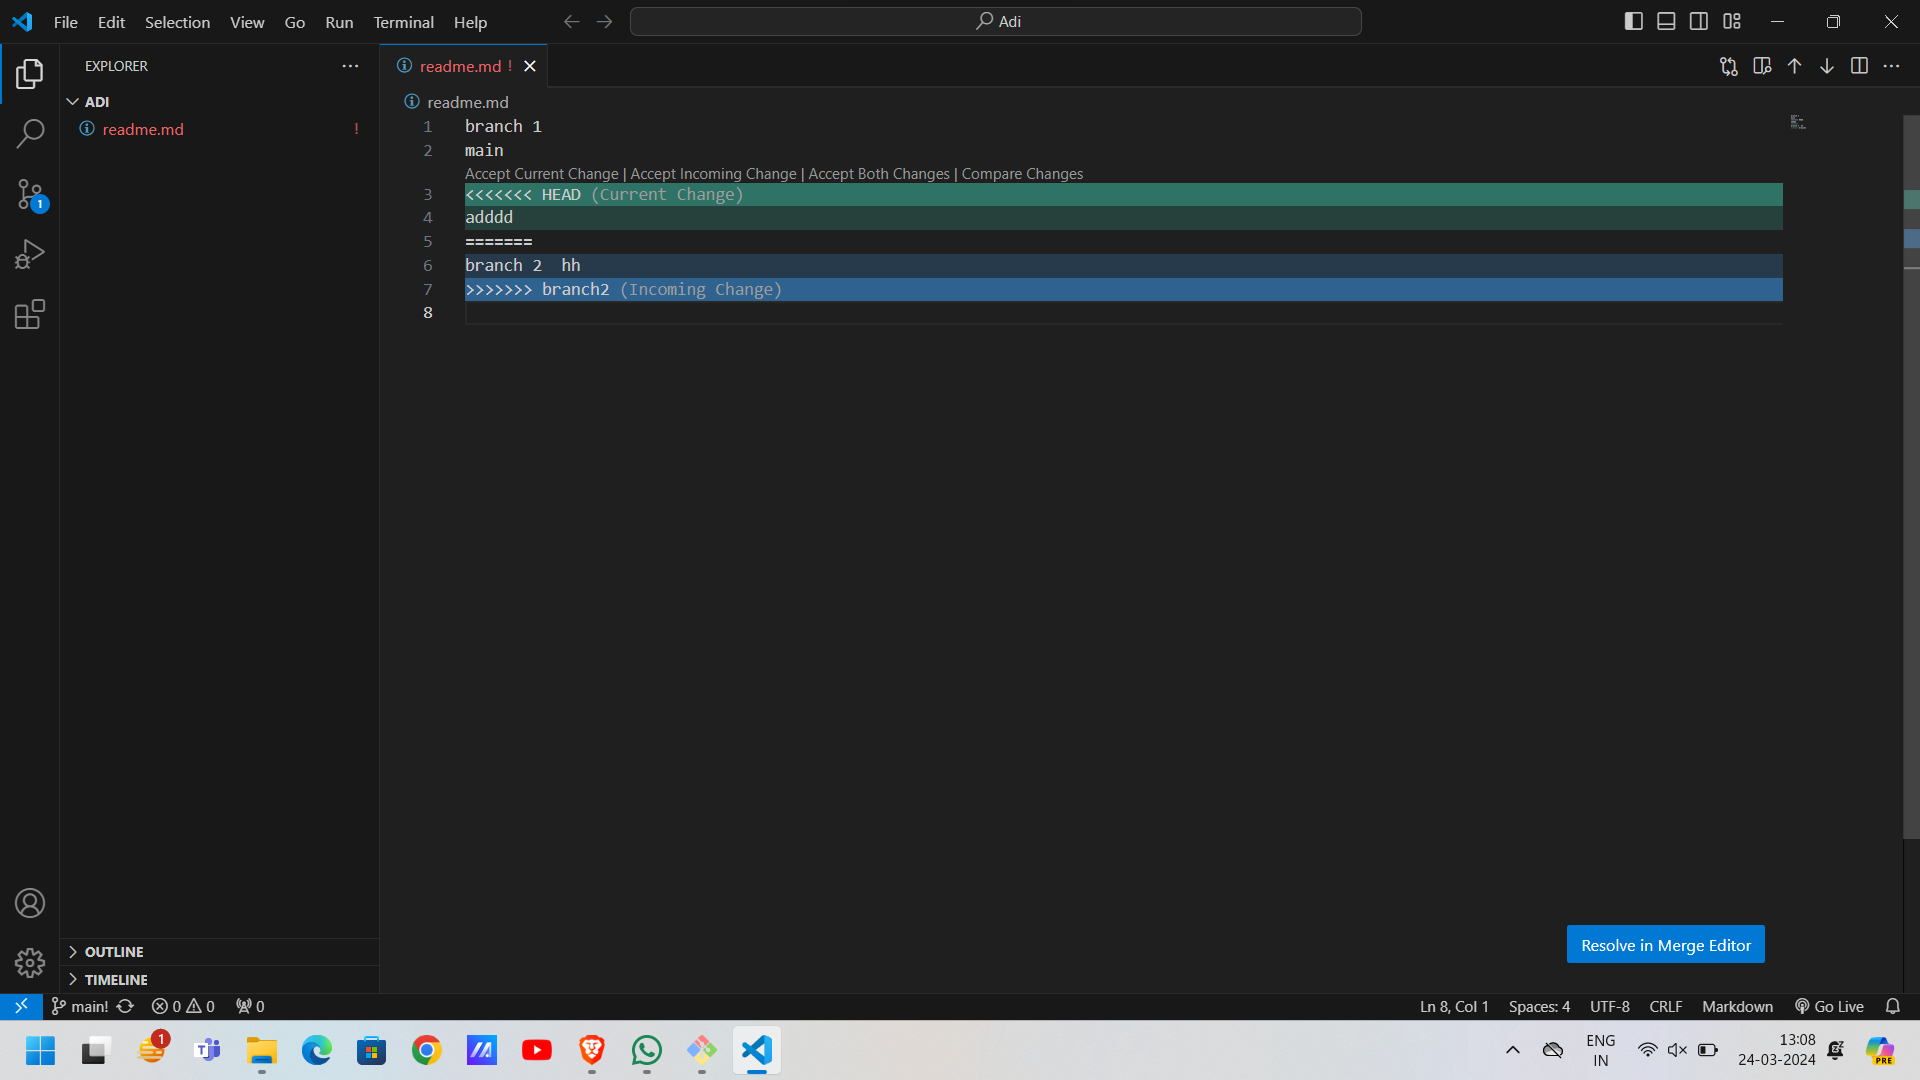 File Edit Selection View Go Run Terminal Help
Adi
EXPLORER
ADI
readme.md !
1
readme.md !
readme.md
1 branch 1
2 main
Accept Current Change | Accept Incoming Change | Accept Both Changes | Compare Changes
3 <<<<<<< HEAD (Current Change)
4 adddd
5 =======
6 branch 2  hh
7 >>>>>>> branch2 (Incoming Change)
8
Resolve in Merge Editor
OUTLINE
TIMELINE
main! 0 0 0
Ln 8, Col 1 Spaces: 4 UTF-8 CRLF Markdown Go Live
1
ENG
IN
13:08
24-03-2024
PRE